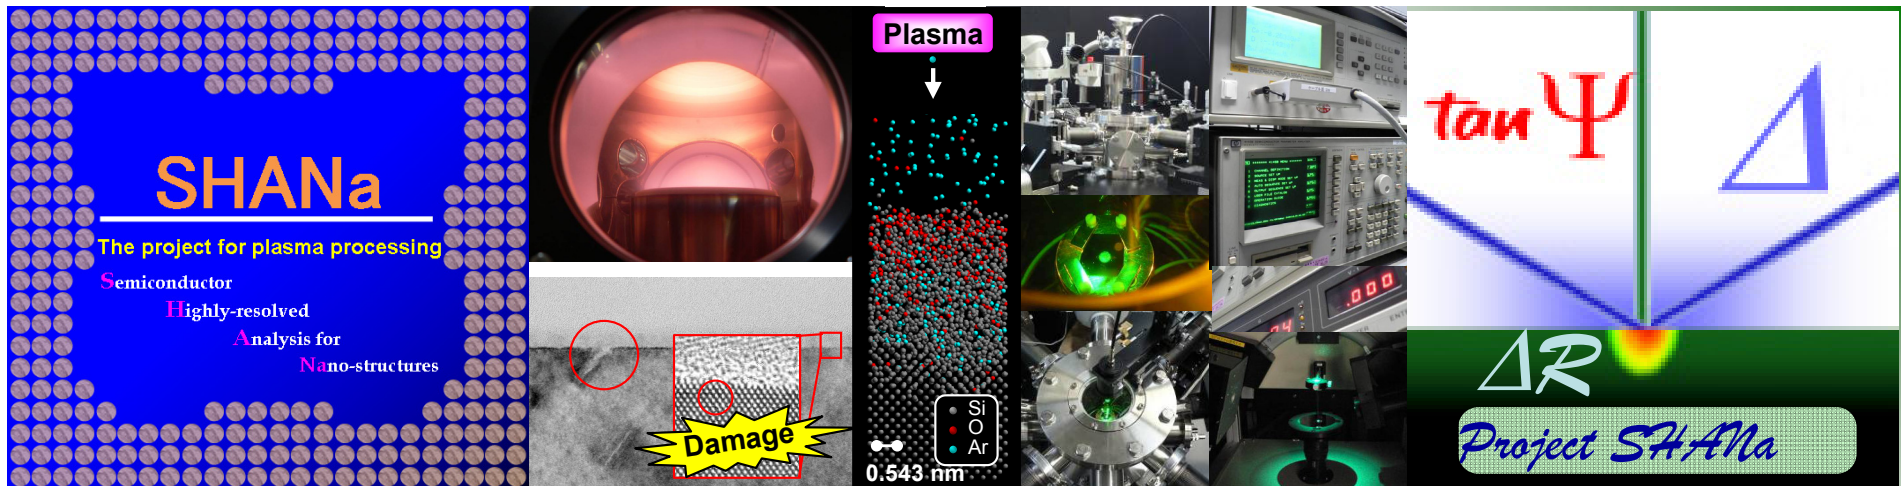 SHANa
The project for plasma processing
Semiconductor
Highly-resolved
Analysis for
Nano-structures
Damage
Plasma
Si
O
Ar
0.543 nm
.000
tan Ψ
Δ
ΔR
Project SHANa